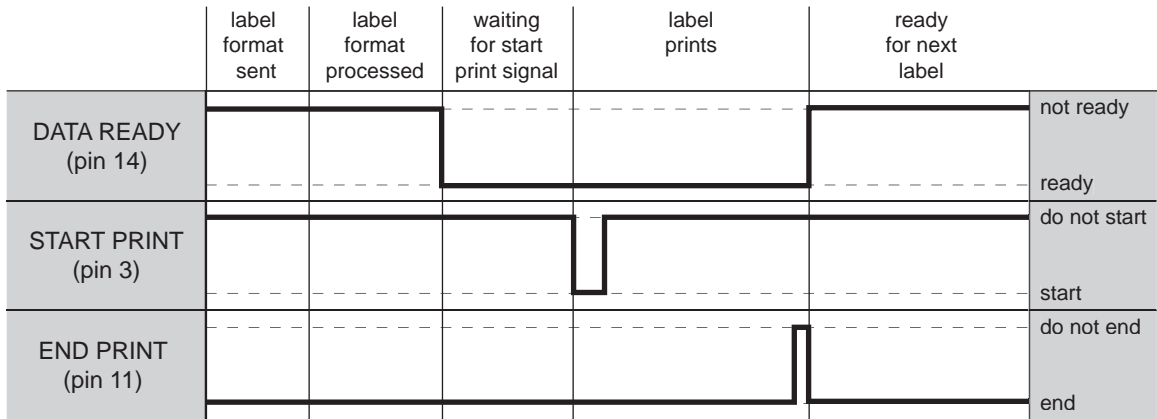 label
format
sent
label
format
processed
waiting
for start
print signal
label
prints
ready
for next
label
DATA READY
(pin 14)
not ready
ready
START PRINT
(pin 3)
do not start
start
END PRINT
(pin 11)
do not end
end